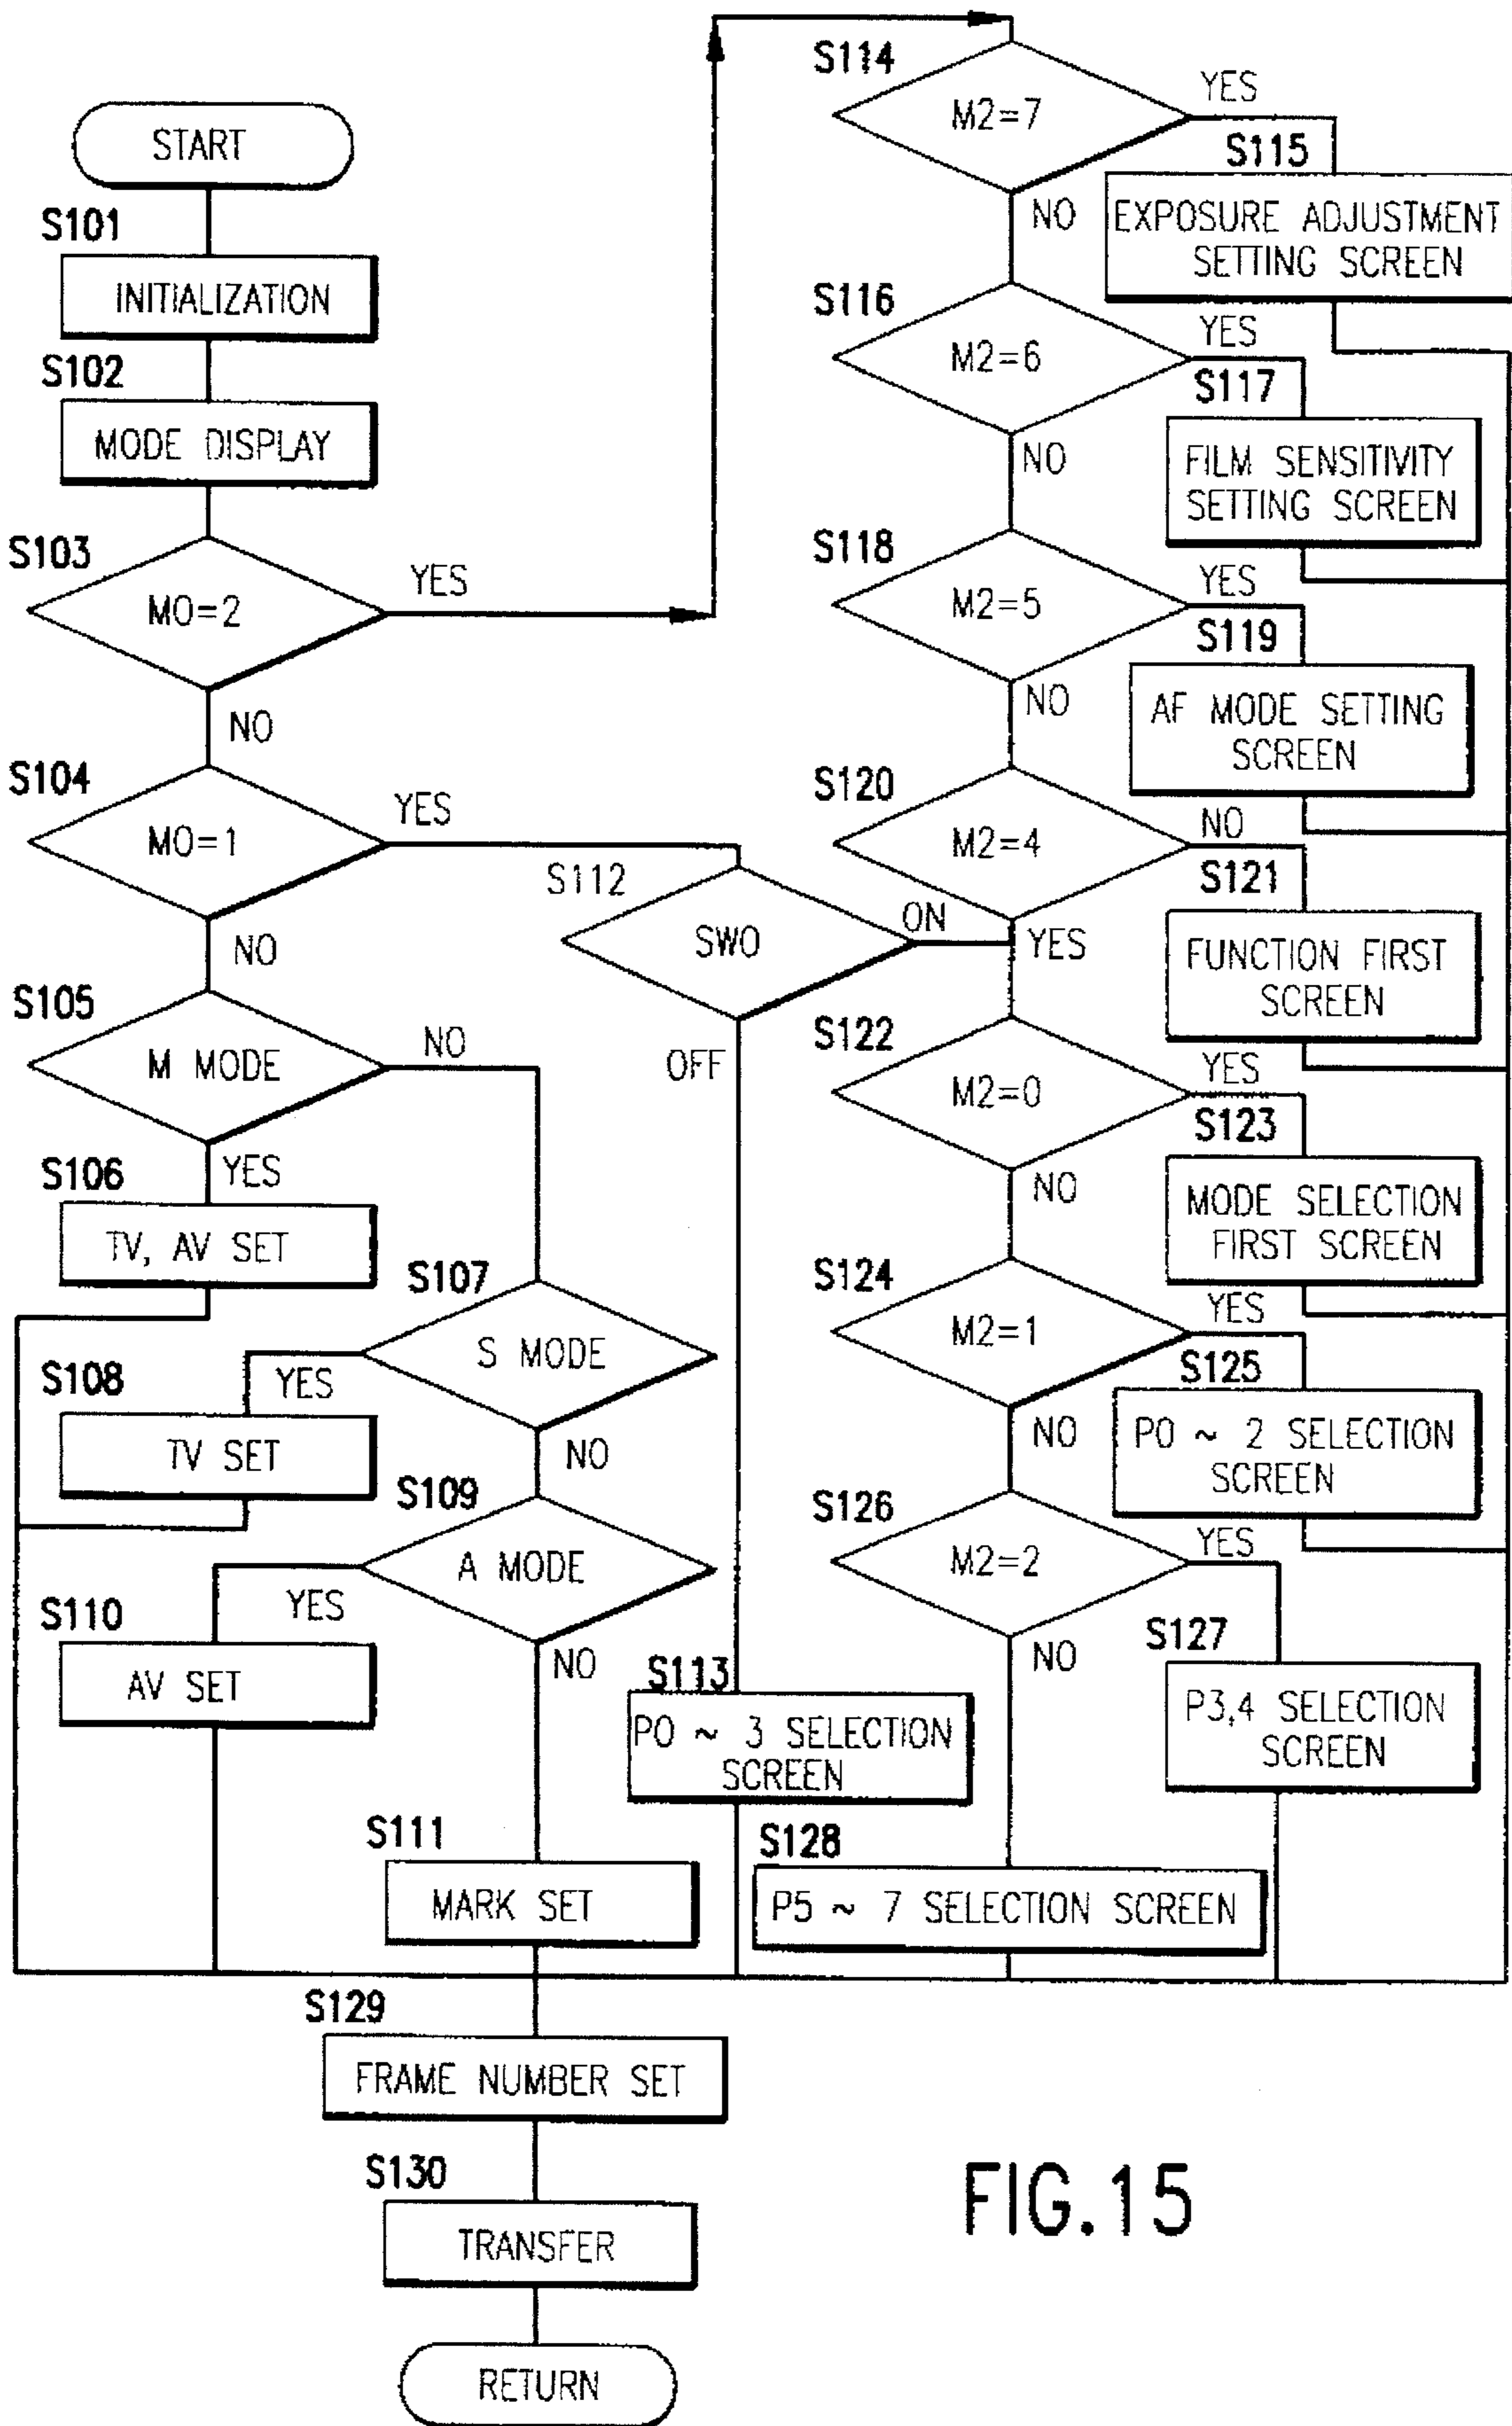 START
S101
INITIALIZATION
S102
MODE DISPLAY
S103
M0=2
YES
NO
S104
M0=1
YES
NO
S105
M MODE
NO
YES
S106
TV, AV SET
S107
S MODE
YES
NO
S108
TV SET
S109
A MODE
YES
NO
S110
AV SET
S111
MARK SET
S112
SW0
ON
OFF
S113
P0 ~ 3 SELECTION
SCREEN
S114
M2=7
YES
NO
S115
EXPOSURE ADJUSTMENT
SETTING SCREEN
S116
M2=6
YES
NO
S117
FILM SENSITIVITY
SETTING SCREEN
S118
M2=5
YES
NO
S119
AF MODE SETTING
SCREEN
S120
M2=4
NO
YES
S121
FUNCTION FIRST
SCREEN
S122
M2=0
YES
NO
S123
MODE SELECTION
FIRST SCREEN
S124
M2=1
YES
NO
S125
P0 ~ 2 SELECTION
SCREEN
S126
M2=2
YES
NO
S127
P3,4 SELECTION
SCREEN
S128
P5 ~ 7 SELECTION SCREEN
S129
FRAME NUMBER SET
S130
TRANSFER
RETURN
FIG.15